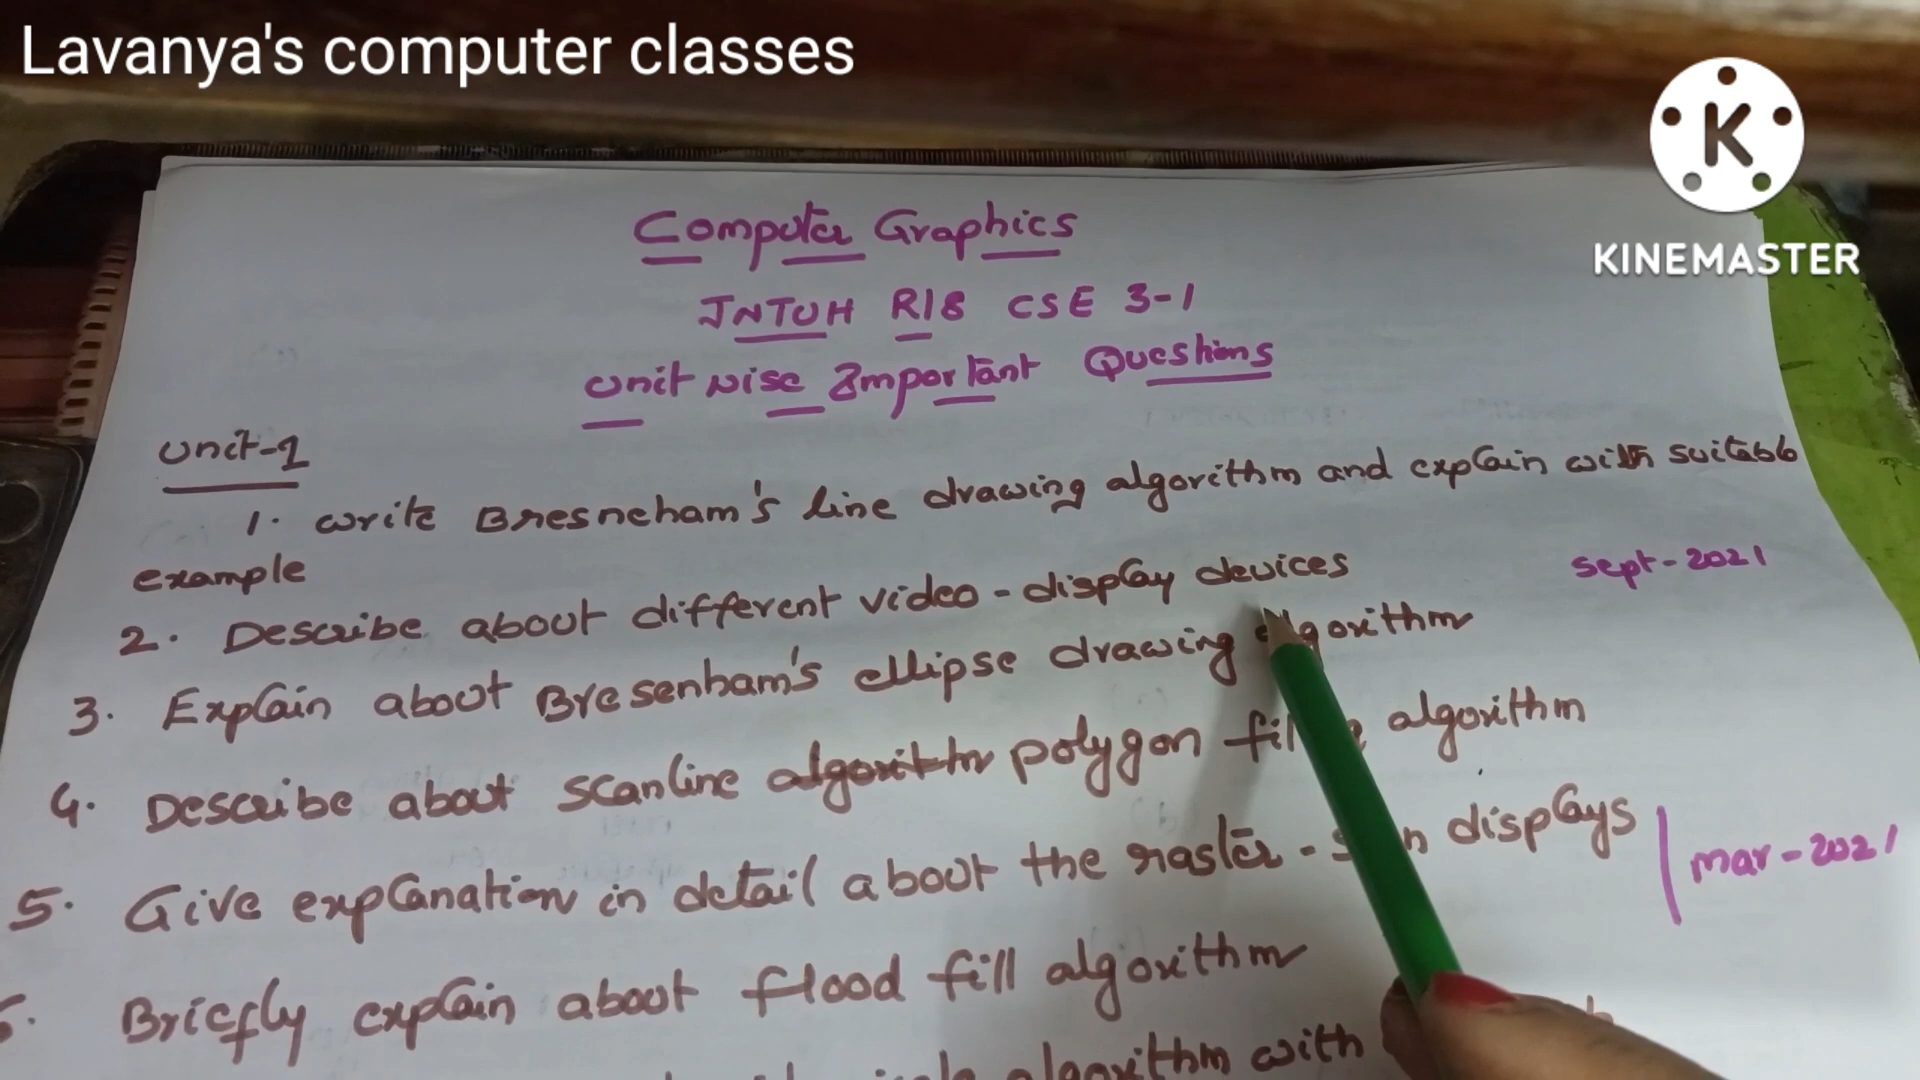 Lavanya's computer classes
K
KINEMASTER
Computer Graphics
JNTUH R18 CSE 3-1
Unit wise Important Questions
Unit-1
1. write Bresneham's line drawing algorithm and explain with suitable
example
2. Describe about different video - display devices
Sept-2021
3. Explain about Bresenham's ellipse drawing algorithm
4. Describe about scanline algorithm polygon algorithm
5. Give explanation in detail about the raster - displays
mar-2021
6. Briefly explain about flood fill algorithm
algorithm with